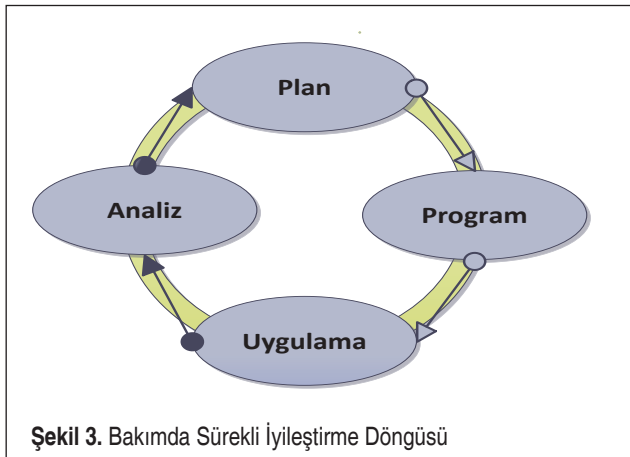 Plan
Analiz
Program
Uygulama
Şekil 3. Bakımda Sürekli İyileştirme Döngüsü